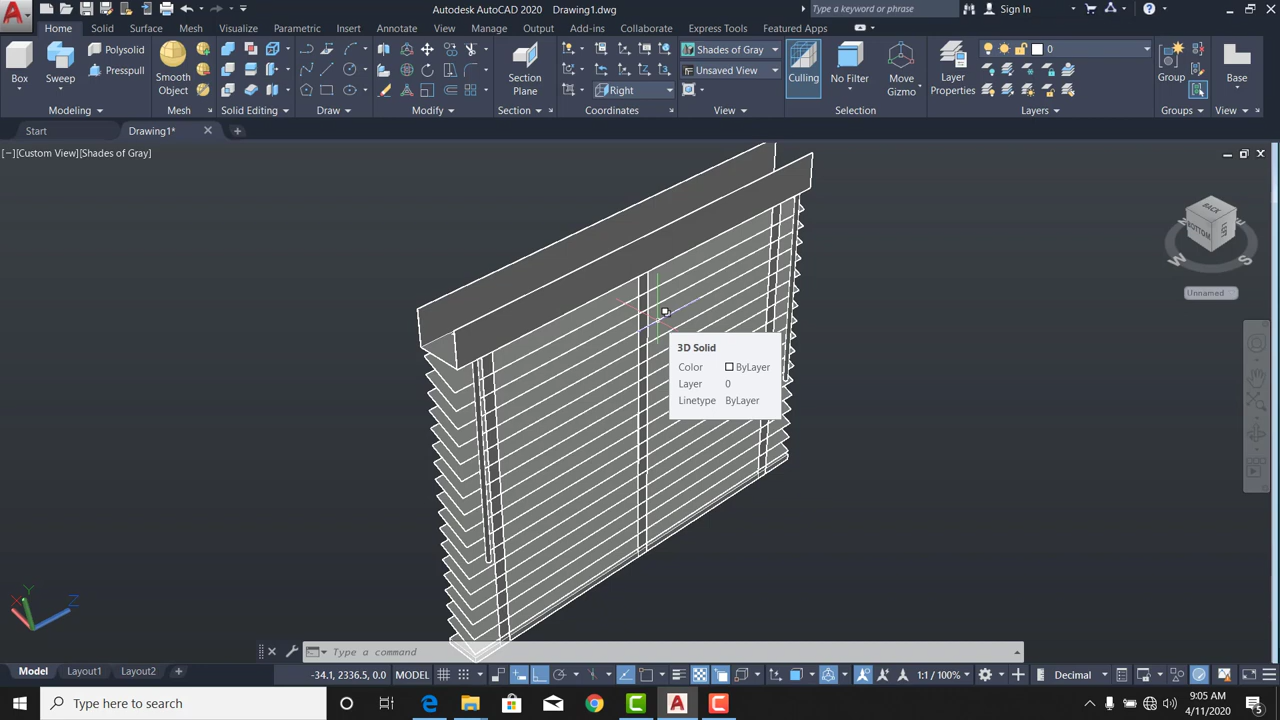 Autodesk AutoCAD 2020 Drawing1.dwg
Type a keyword or phrase
Sign In
Home Solid Surface Mesh Visualize Parametric Insert Annotate View Manage Output Add-ins Collaborate Express Tools Featured Apps
Box
Sweep
Polysolid
Presspull
Smooth
Object
Section
Plane
Shades of Gray
Unsaved View
Right
Culling
No Filter
Move
Gizmo
Layer
Properties
0
Group
Base
Modeling Mesh Solid Editing Draw Modify Section Coordinates View Selection Layers Groups View
Start Drawing1* +
[−][Custom View][Shades of Gray]
BACK
BOTTOM
W
S
Unnamed
3D Solid
Color ByLayer
Layer 0
Linetype ByLayer
X Y Z
Type a command
Model Layout1 Layout2 +
-34.1, 2336.5, 0.0 MODEL
1:1 / 100%
Decimal
Type here to search
9:05 AM
4/11/2020